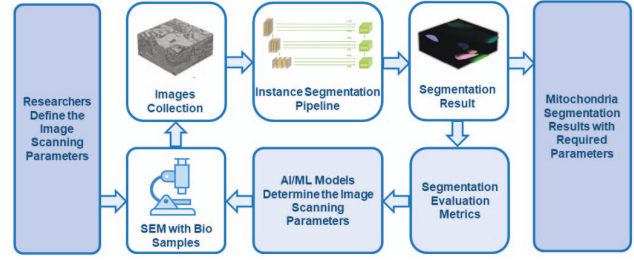 Researchers
Define the
Image
Scanning
Parameters
Images
Collection
Instance Segmentation
Pipeline
Segmentation
Result
Mitochondria
Segmentation
Results with
Required
Parameters
SEM with Bio
Samples
AI/ML Models
Determine the Image
Scanning
Parameters
Segmentation
Evaluation
Metrics